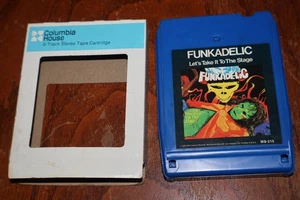 Columbia
House
8-Track Stereo Tape Cartridge
FUNKADELIC
Let's Take It To The Stage
FUNKADELIC